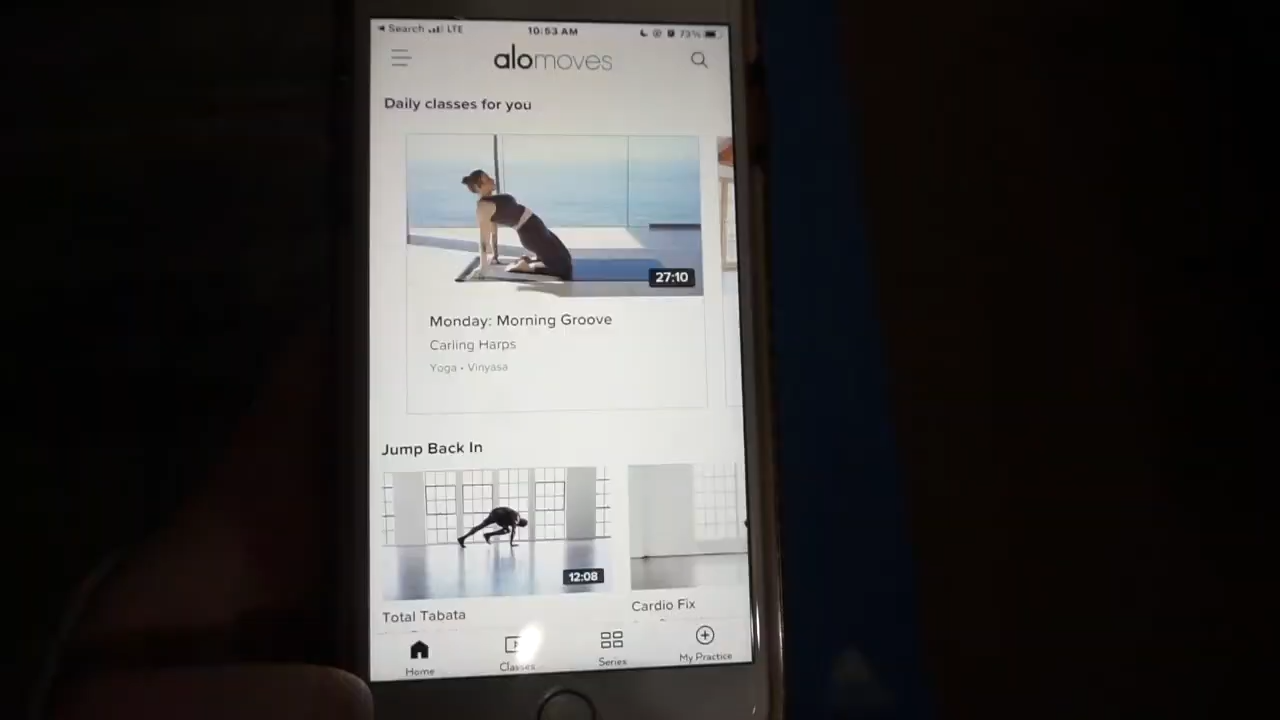 Search LTE
10:53 AM
73%
alomoves
Daily classes for you
27:10
Monday: Morning Groove
Carling Harps
Yoga • Vinyasa
Jump Back In
12:08
Total Tabata
Cardio Fix
Home
Classes
Series
My Practice